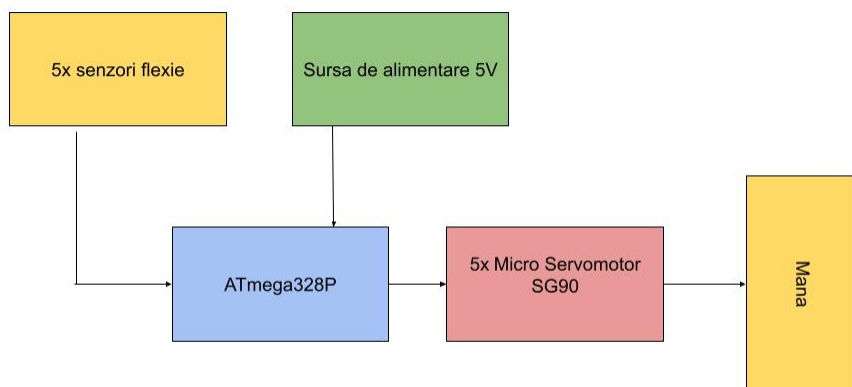 5x senzori flexie
Sursa de alimentare 5V
ATmega328P
5x Micro Servomotor
SG90
Mana